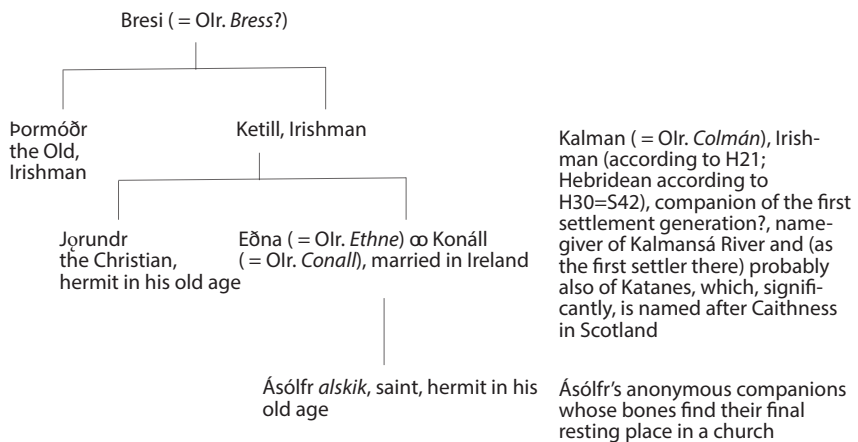 Bresi ( = OIr. Bress?)
Þormóðr
the Old,
Irishman
Ketill, Irishman
Kalman ( = OIr. Colmán), Irish-
man (according to H21;
Hebridean according to
H30=S42), companion of the first
settlement generation?, name-
giver of Kalmansá River and (as
the first settler there) probably
also of Katanes, which, signifi-
cantly, is named after Caithness
in Scotland
Jǫrundr
the Christian,
hermit in his old age
Eðna ( = OIr. Ethne) ꝏ Konáll
( = OIr. Conall), married in Ireland
Ásólfr alskik, saint, hermit in his
old age
Ásólfr’s anonymous companions
whose bones find their final
resting place in a church